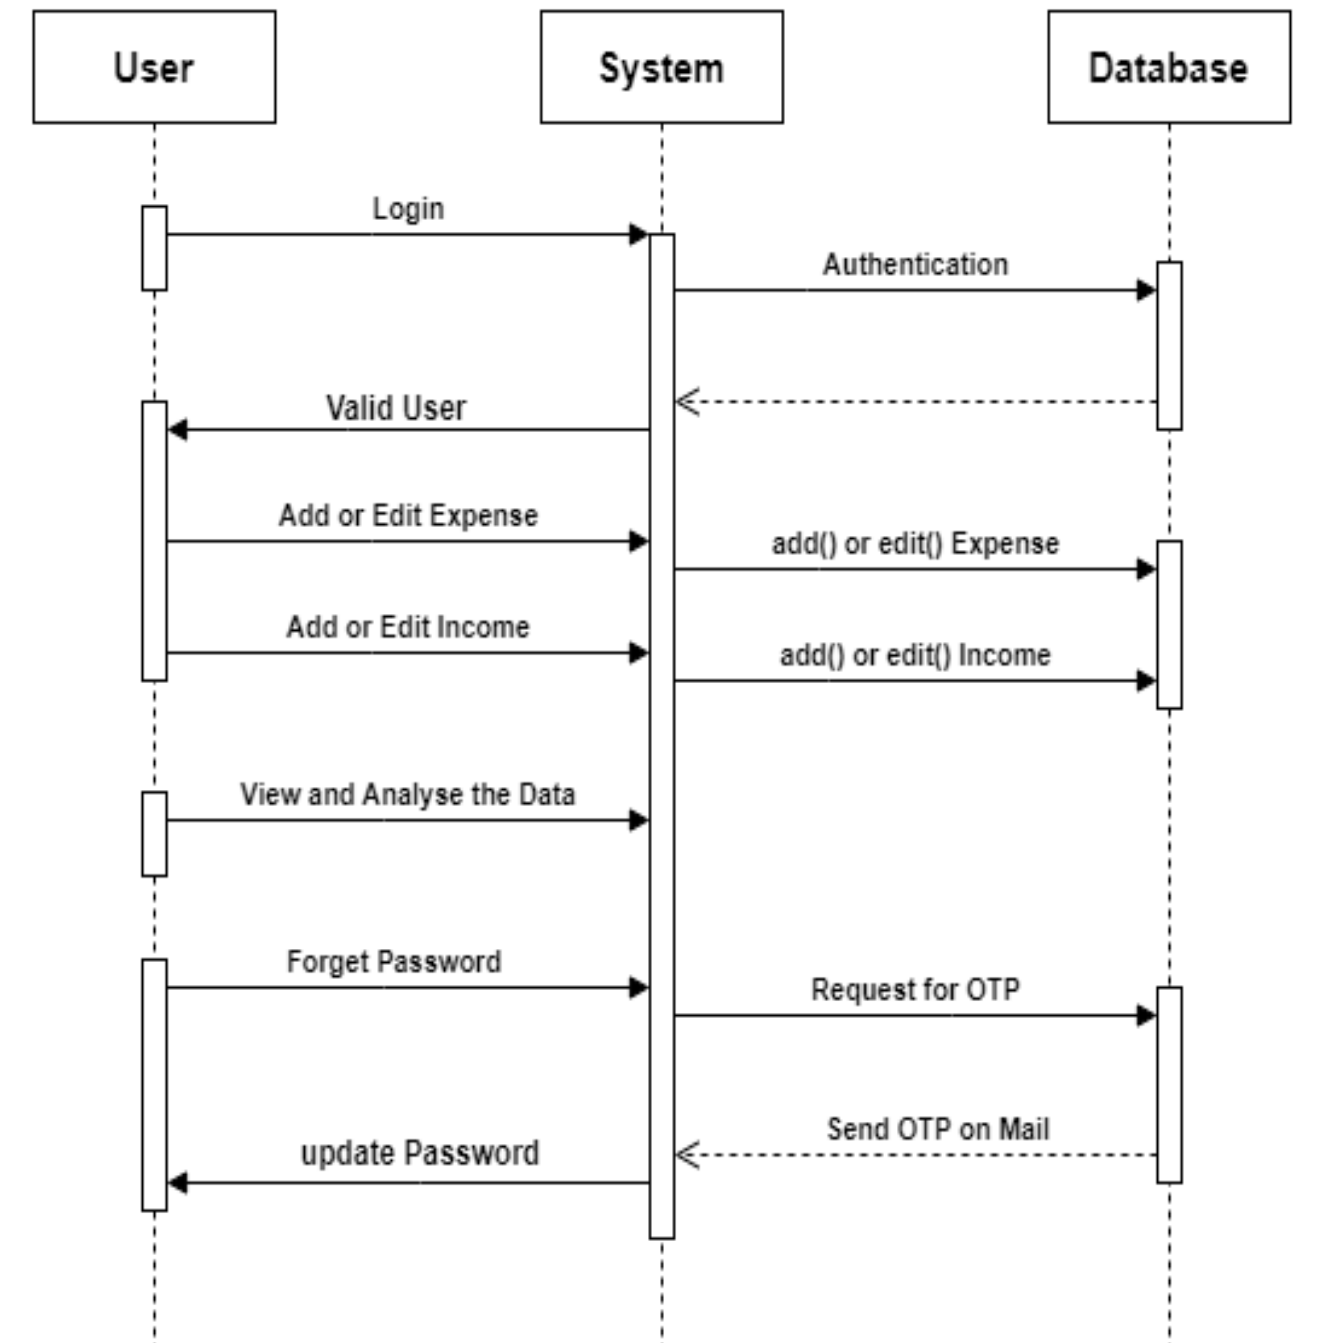 User
System
Database
Login
Authentication
Valid User
Add or Edit Expense
add() or edit() Expense
Add or Edit Income
add() or edit() Income
View and Analyse the Data
Forget Password
Request for OTP
Send OTP on Mail
update Password